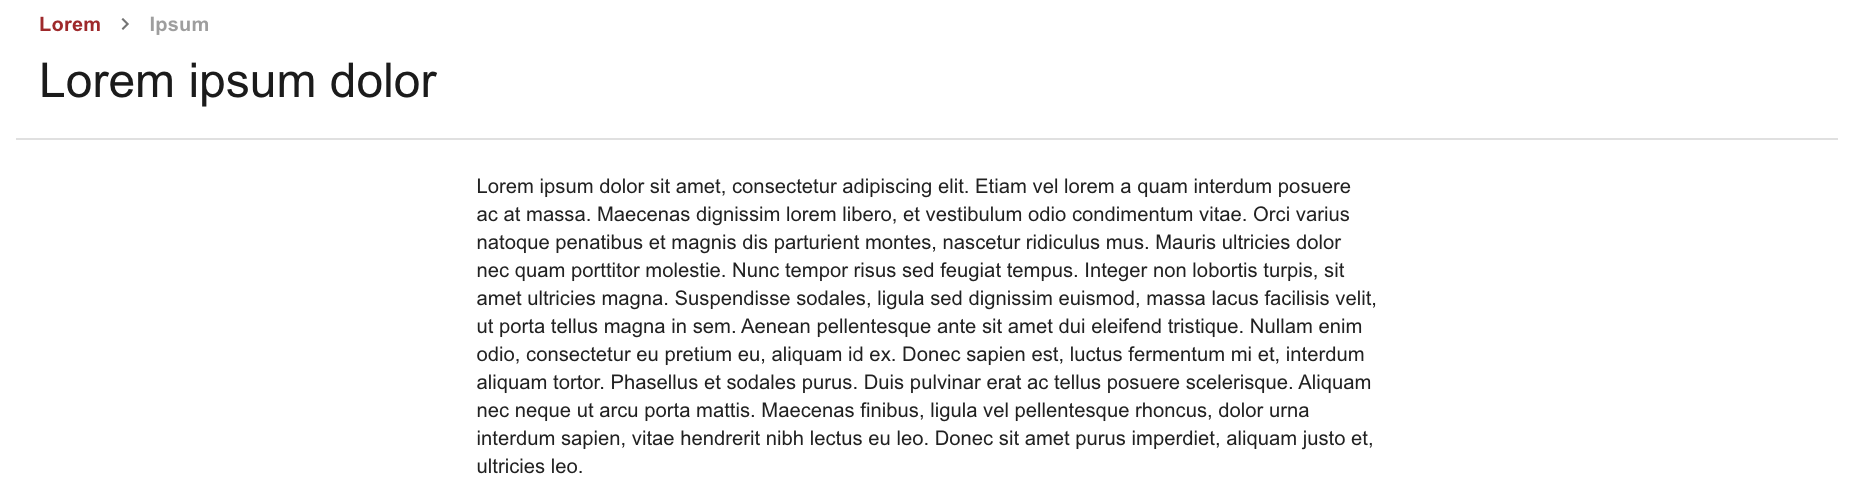 Lorem > Ipsum
Lorem ipsum dolor
Lorem ipsum dolor sit amet, consectetur adipiscing elit. Etiam vel lorem a quam interdum posuere
ac at massa. Maecenas dignissim lorem libero, et vestibulum odio condimentum vitae. Orci varius
natoque penatibus et magnis dis parturient montes, nascetur ridiculus mus. Mauris ultricies dolor
nec quam porttitor molestie. Nunc tempor risus sed feugiat tempus. Integer non lobortis turpis, sit
amet ultricies magna. Suspendisse sodales, ligula sed dignissim euismod, massa lacus facilisis velit,
ut porta tellus magna in sem. Aenean pellentesque ante sit amet dui eleifend tristique. Nullam enim
odio, consectetur eu pretium eu, aliquam id ex. Donec sapien est, luctus fermentum mi et, interdum
aliquam tortor. Phasellus et sodales purus. Duis pulvinar erat ac tellus posuere scelerisque. Aliquam
nec neque ut arcu porta mattis. Maecenas finibus, ligula vel pellentesque rhoncus, dolor urna
interdum sapien, vitae hendrerit nibh lectus eu leo. Donec sit amet purus imperdiet, aliquam justo et,
ultricies leo.